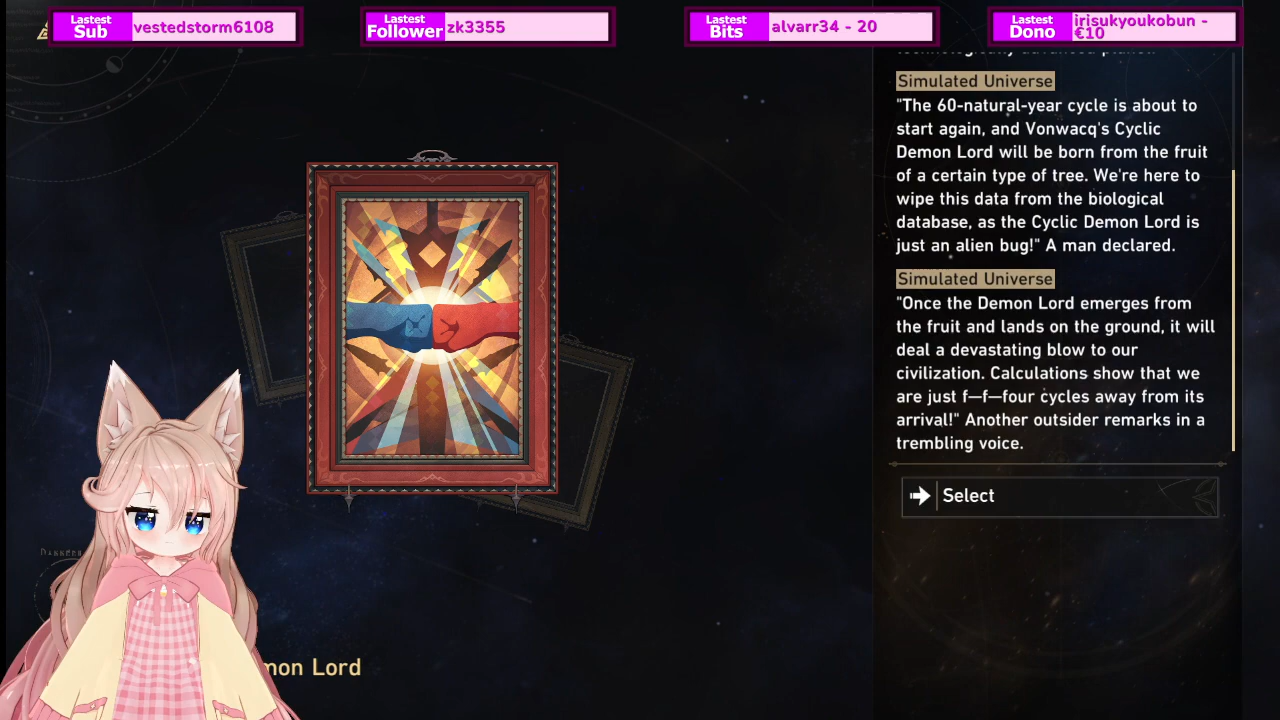 Lastest
Sub
vestedstorm6108
Lastest
Follower
zk3355
Lastest
Bits
alvarr34 - 20
Lastest
Dono
irisukyoukobun -
€10
technologically advanced planet.
Simulated Universe
"The 60-natural-year cycle is about to
start again, and Vonwacq's Cyclic
Demon Lord will be born from the fruit
of a certain type of tree. We're here to
wipe this data from the biological
database, as the Cyclic Demon Lord is
just an alien bug!" A man declared.
Simulated Universe
"Once the Demon Lord emerges from
the fruit and lands on the ground, it will
deal a devastating blow to our
civilization. Calculations show that we
are just f—f—four cycles away from its
arrival!" Another outsider remarks in a
trembling voice.
Select
mon Lord